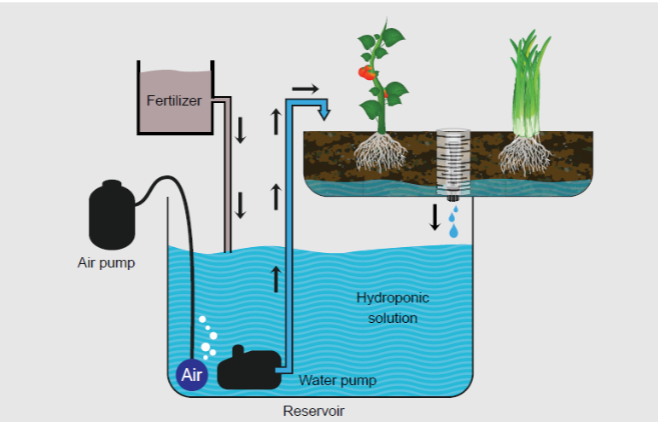 Fertilizer
Air pump
Hydroponic
solution
Air
Water pump
Reservoir